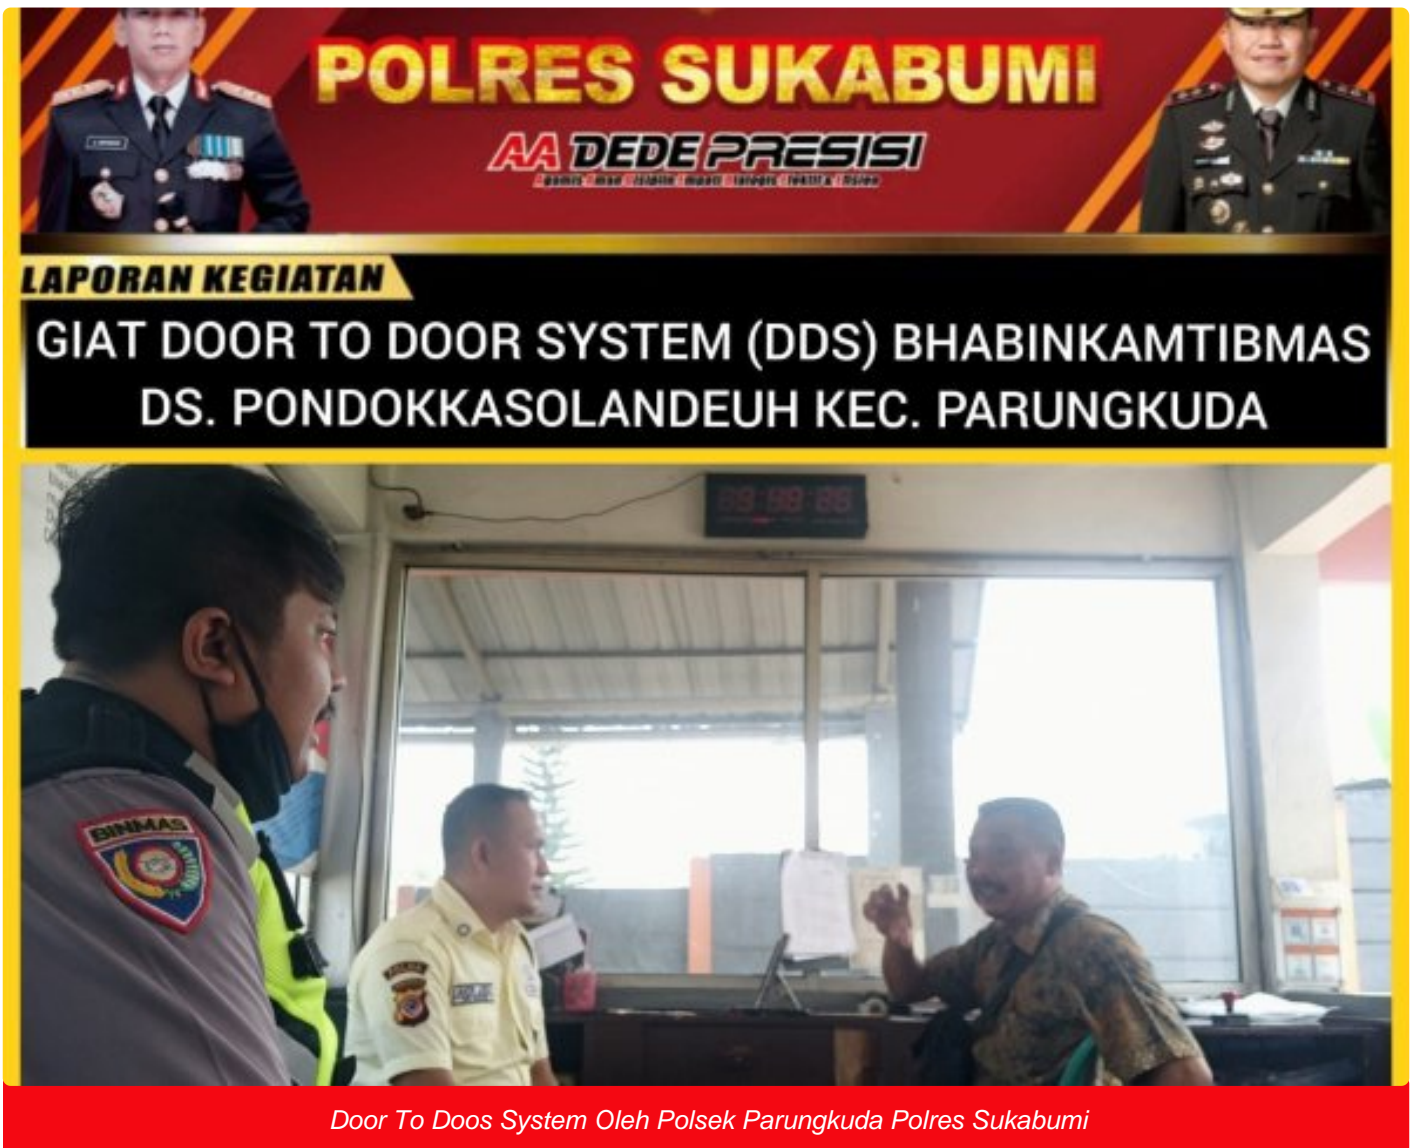 POLRES SUKABUMI
AA DEDE PRESISI
LAPORAN KEGIATAN
GIAT DOOR TO DOOR SYSTEM (DDS) BHABINKAMTIBMAS
DS. PONDOKKASOLANDEUH KEC. PARUNGKUDA
BINMAS
Door To Doos System Oleh Polsek Parungkuda Polres Sukabumi